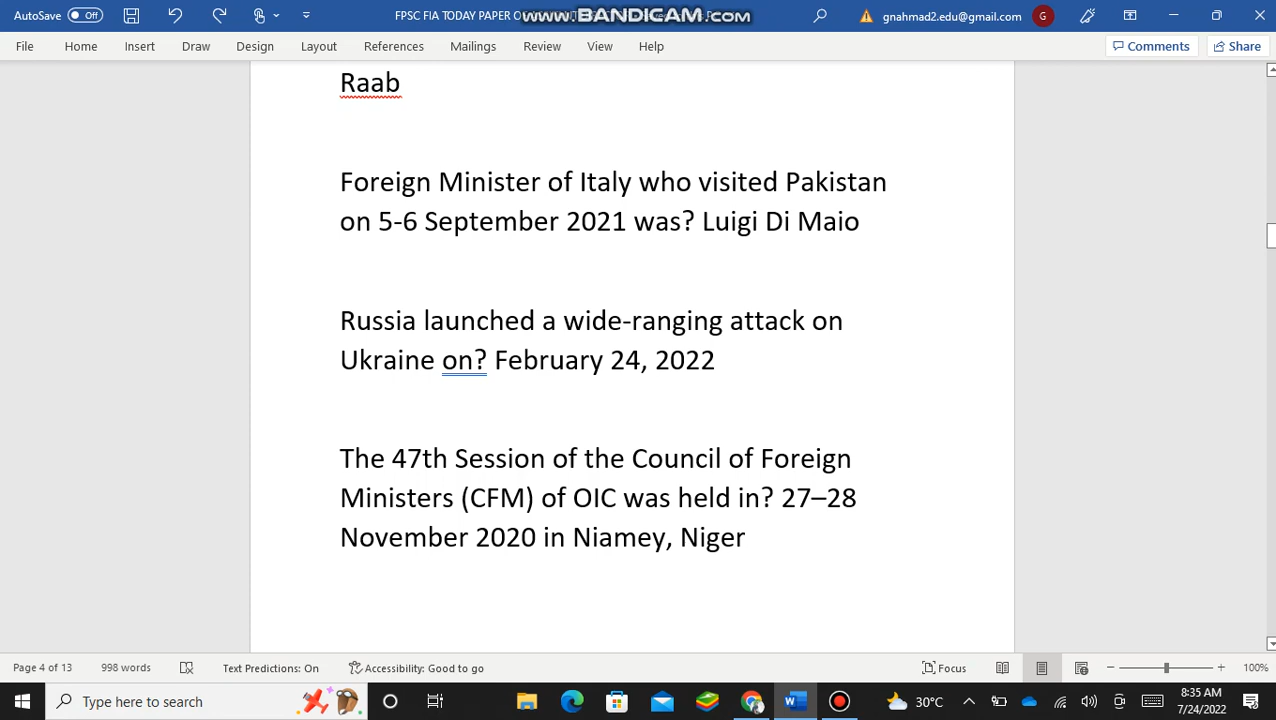 AutoSave Off
FPSC FIA TODAY PAPER O
www.BANDICAM.com
gnahmad2.edu@gmail.com
G
File Home Insert Draw Design Layout References Mailings Review View Help Comments Share
Raab
Foreign Minister of Italy who visited Pakistan
on 5-6 September 2021 was? Luigi Di Maio
Russia launched a wide-ranging attack on
Ukraine on? February 24, 2022
The 47th Session of the Council of Foreign
Ministers (CFM) of OIC was held in? 27–28
November 2020 in Niamey, Niger
Page 4 of 13 998 words Text Predictions: On Accessibility: Good to go Focus 100%
Type here to search 30°C 8:35 AM
7/24/2022